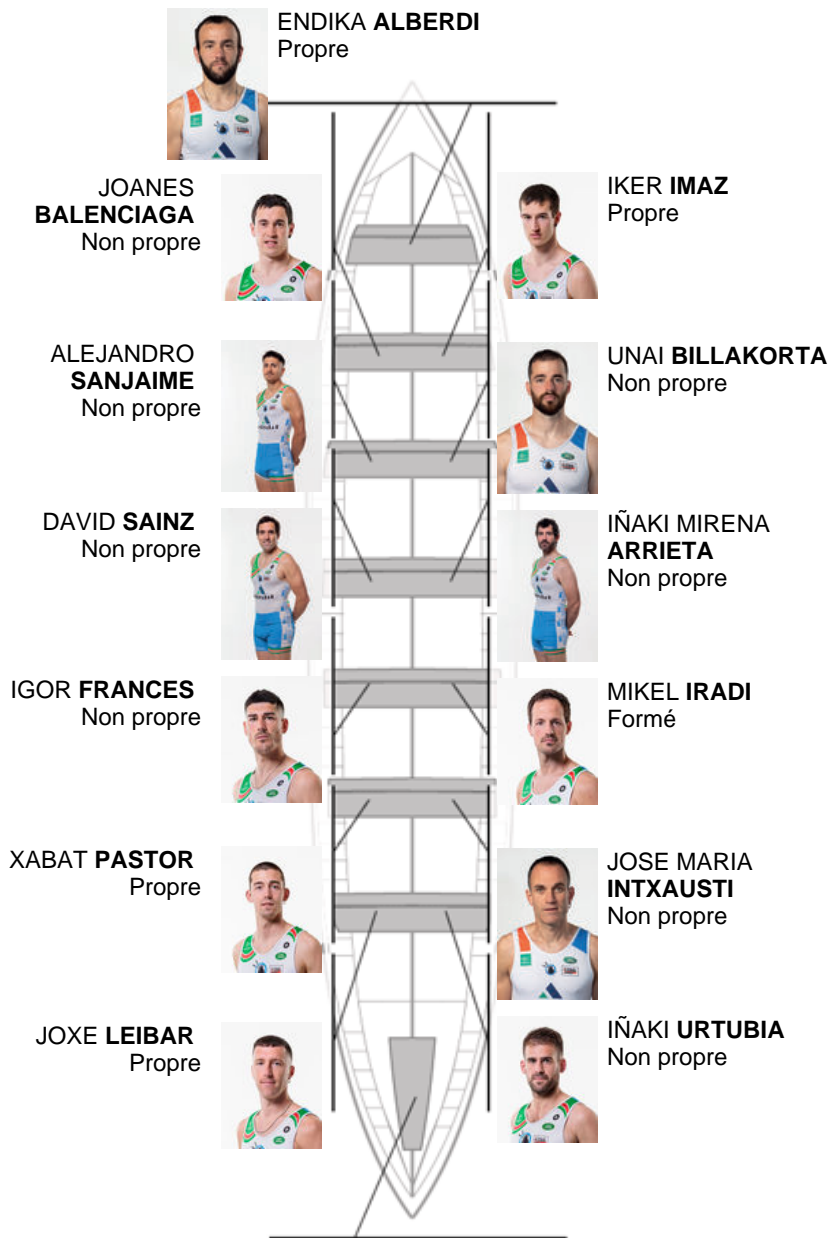 ENDIKA ALBERDI
Propre
JOANES
BALENCIAGA
Non propre
IKER IMAZ
Propre
ALEJANDRO
SANJAIME
Non propre
UNAI BILLAKORTA
Non propre
DAVID SAINZ
Non propre
IÑAKI MIRENA
ARRIETA
Non propre
IGOR FRANCES
Non propre
MIKEL IRADI
Formé
XABAT PASTOR
Propre
JOSE MARIA
INTXAUSTI
Non propre
JOXE LEIBAR
Propre
IÑAKI URTUBIA
Non propre